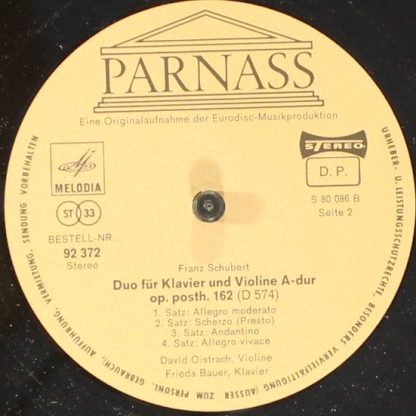 PARNASS
Eine Originalaufnahme der Eurodisc-Musikproduktion
MELODIA
STEREO
D. P.
S 80 086 B
Seite 2
ST 33
BESTELL-NR.
92 372
Stereo
Franz Schubert
Duo für Klavier und Violine A-dur
op. posth. 162 (D 574)
1. Satz: Allegro moderato
2. Satz: Scherzo (Presto)
3. Satz: Andantino
4. Satz: Allegro vivace
David Oistrach, Violine
Frieda Bauer, Klavier
URHEBER- U. LEISTUNGSSCHUTZRECHTE, BESONDERS VERVIELFÄLTIGUNG (AUSSER ZUM PERSÖNL. GEBRAUCH), AUFFÜHRUNG, VERMIETUNG, SENDUNG VORBEHALTEN